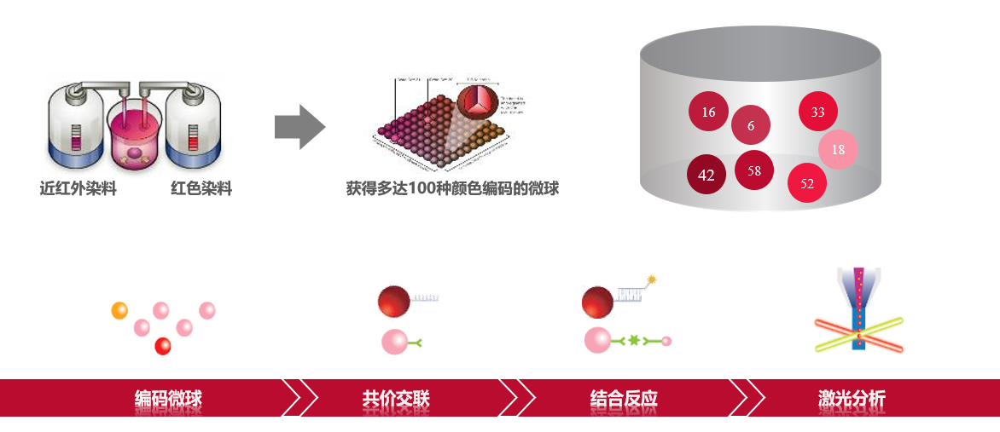 16
33
6
18
42
58
52
近红外染料
红色染料
获得多达100种颜色编码的微球
编码微球
共价交联
结合反应
激光分析